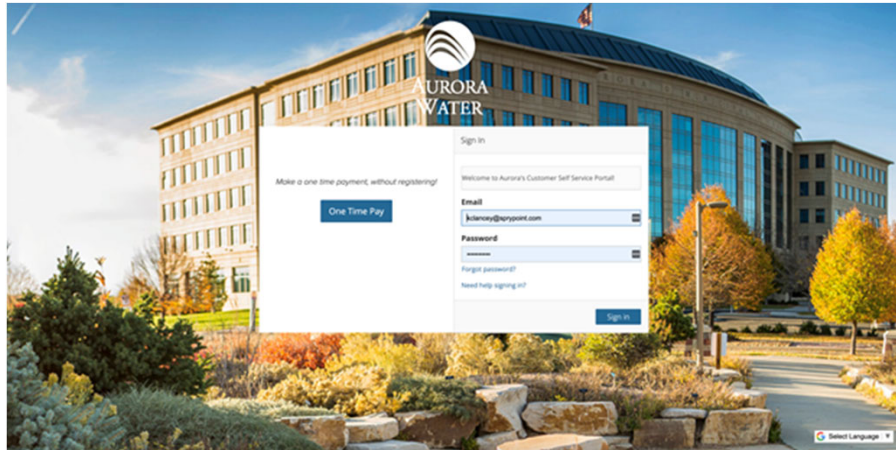 AURORA
WATER
Make a one time payment, without registering!
One Time Pay
Sign In
Welcome to Aurora's Customer Self Service Portal!
Email
kclancey@sprypoint.com
Password
Forgot password?
Need help signing in?
Sign in
Select Language